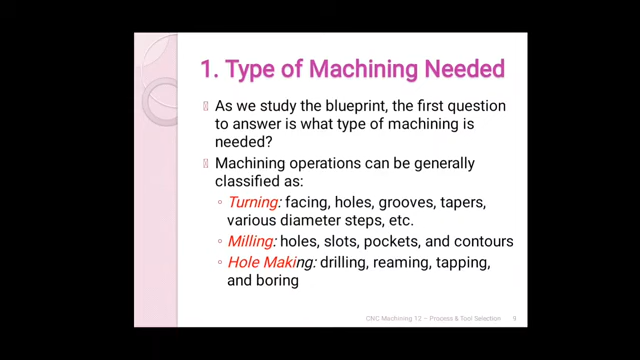 1. Type of Machining Needed
As we study the blueprint, the first question
to answer is what type of machining is
needed?
Machining operations can be generally
classified as:
Turning: facing, holes, grooves, tapers,
various diameter steps, etc.
Milling: holes, slots, pockets, and contours
Hole Making: drilling, reaming, tapping,
and boring
CNC Machining 12 – Process & Tool Selection 9